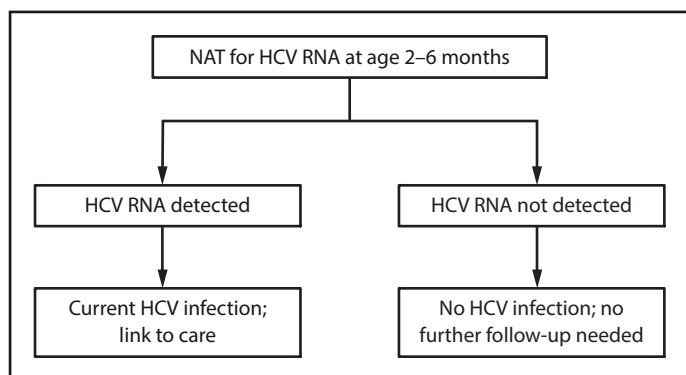 NAT for HCV RNA at age 2–6 months
HCV RNA detected
HCV RNA not detected
Current HCV infection;
link to care
No HCV infection; no
further follow-up needed